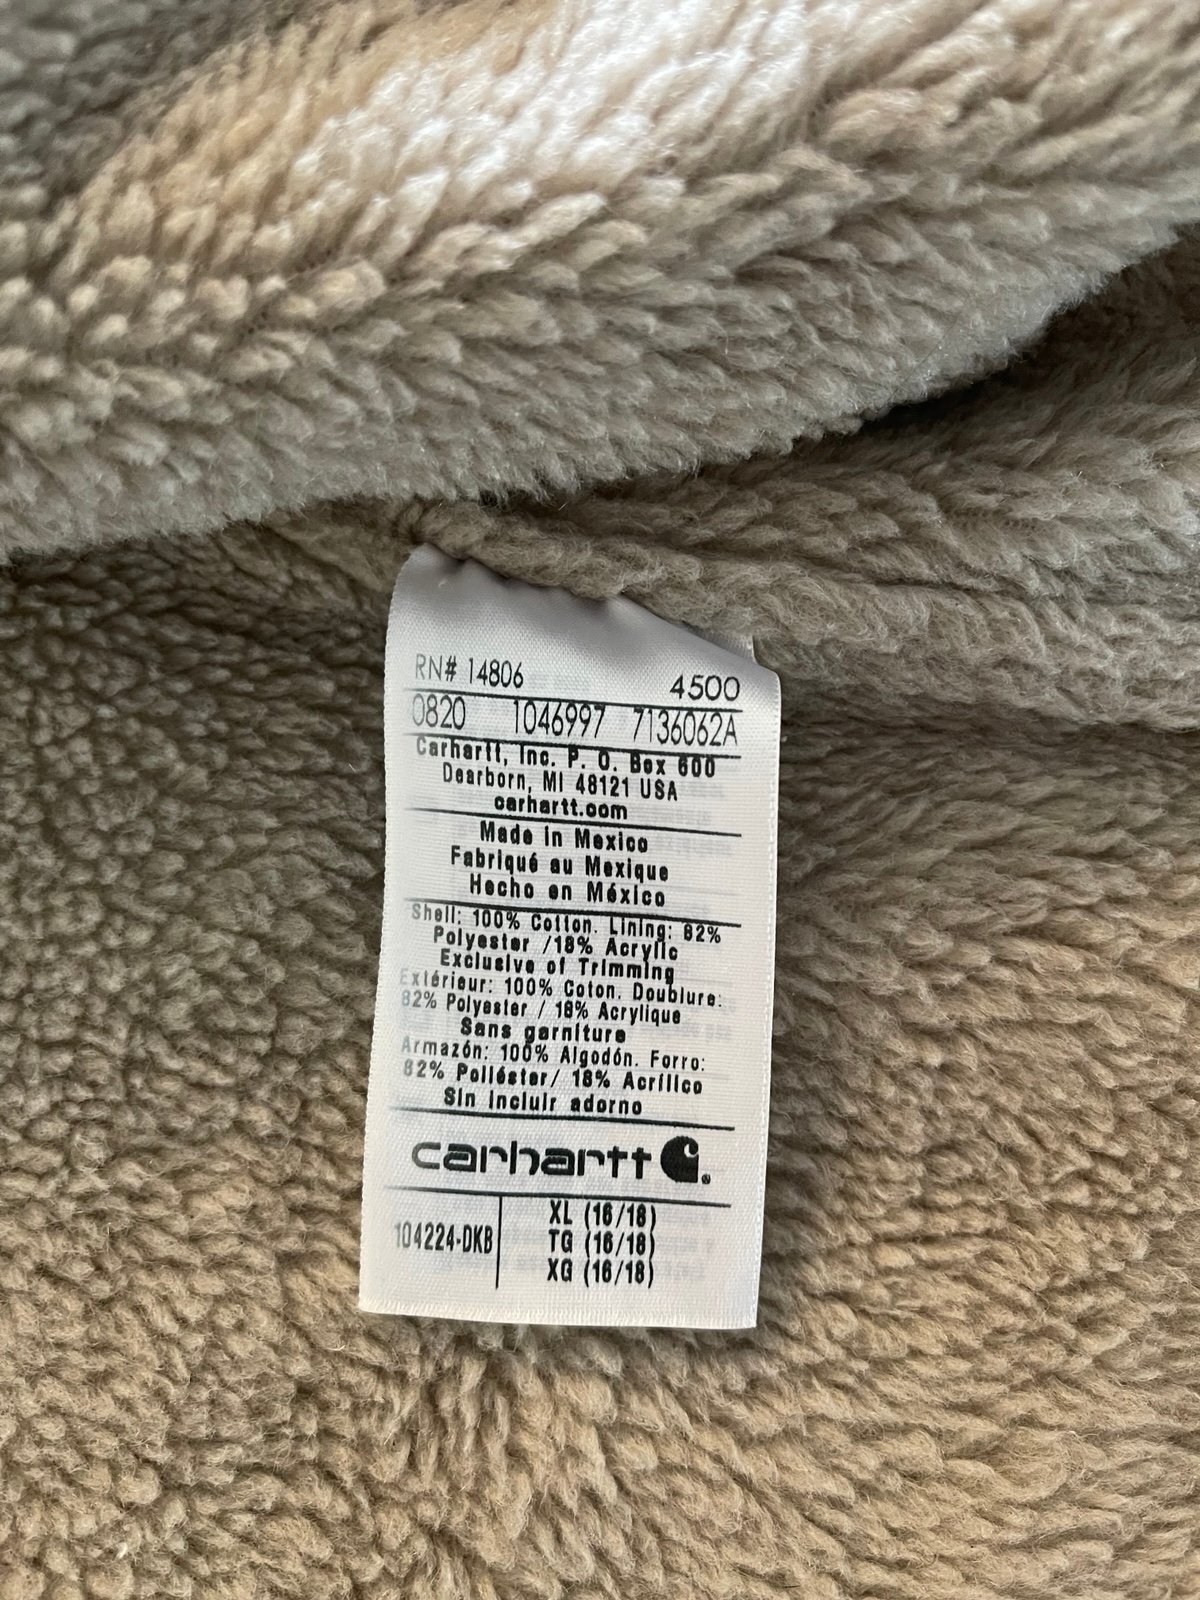 RN# 14806 4500
0820 1046997 7136062A
Carhartt, Inc. P. O. Box 600
Dearborn, MI 48121 USA
carhartt.com
Made in Mexico
Fabriqué au Mexique
Hecho en México
Shell: 100% Cotton. Lining: 82%
Polyester /18% Acrylic
Exclusive of Trimming
Extérieur: 100% Coton. Doublure:
82% Polyester / 18% Acrylique
Sans garniture
Armazón: 100% Algodón. Forro:
82% Poliéster/ 18% Acrílico
Sin incluir adorno
carhartt
104224-DKB
XL (16/18)
TG (16/18)
XG (16/18)